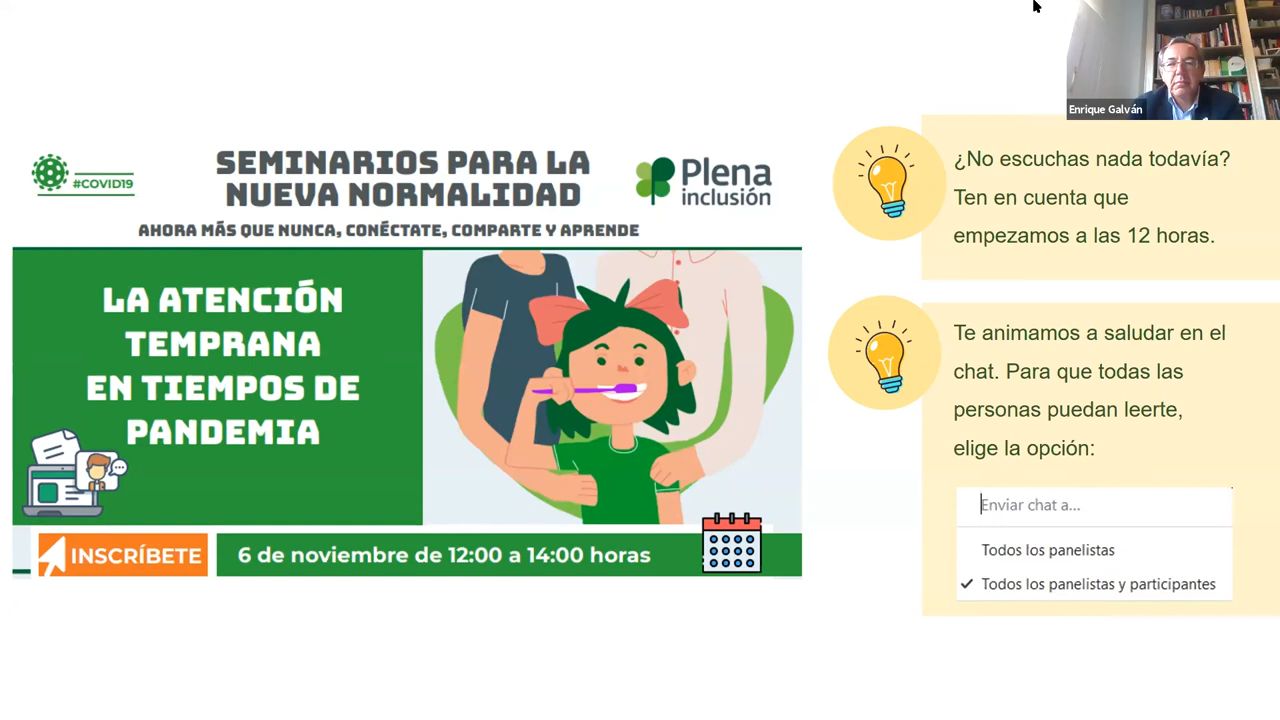 #COVID19
SEMINARIOS PARA LA
NUEVA NORMALIDAD
Plena
inclusión
AHORA MÁS QUE NUNCA, CONÉCTATE, COMPARTE Y APRENDE
LA ATENCIÓN
TEMPRANA
EN TIEMPOS DE
PANDEMIA
INSCRÍBETE
6 de noviembre de 12:00 a 14:00 horas
Enrique Galván
¿No escuchas nada todavía?
Ten en cuenta que
empezamos a las 12 horas.
Te animamos a saludar en el
chat. Para que todas las
personas puedan leerte,
elige la opción:
Enviar chat a...
Todos los panelistas
Todos los panelistas y participantes